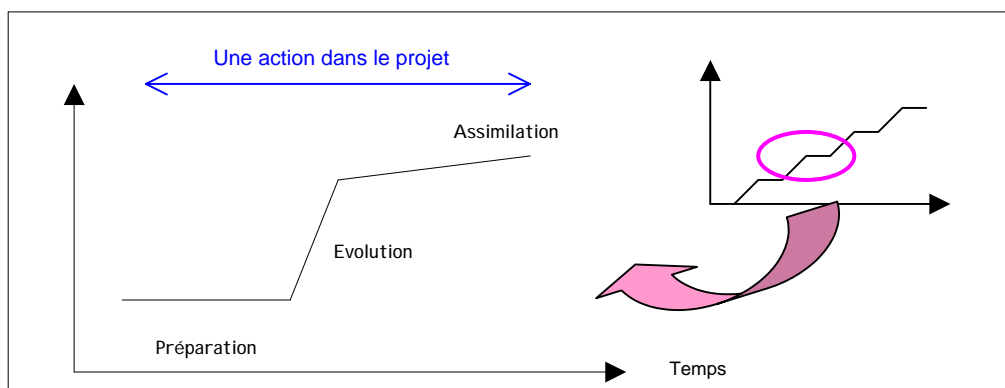 Une action dans le projet
Assimilation
Evolution
Préparation
Temps